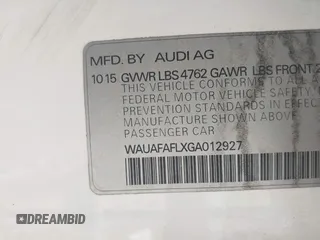 MFD. BY AUDI AG
10 15 GVWR LBS 4762 GAWR LBS FRONT
THIS VEHICLE CONFORMS TO ALL
FEDERAL MOTOR VEHICLE SAFETY
PREVENTION STANDARDS IN EFFECT
MANUFACTURE SHOWN ABOVE
PASSENGER CAR
WAUAFAFLXGA012927
DREAMBID